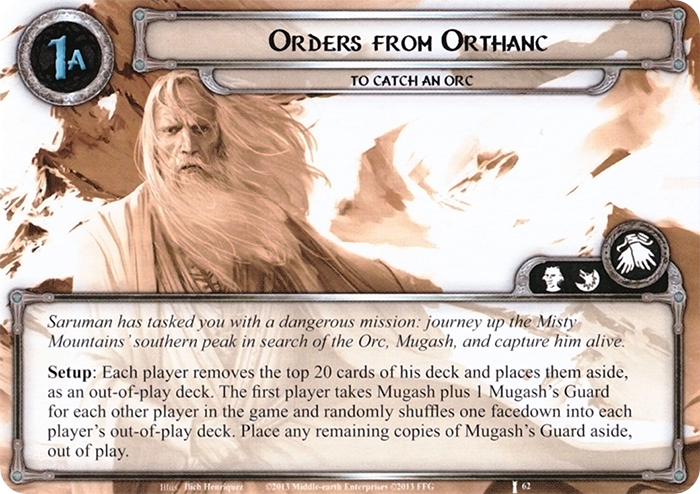 1A
Orders from Orthanc
to Catch an Orc
Saruman has tasked you with a dangerous mission: journey up the Misty
Mountains' southern peak in search of the Orc, Mugash, and capture him alive.
Setup: Each player removes the top 20 cards of his deck and places them aside,
as an out-of-play deck. The first player takes Mugash plus 1 Mugash's Guard
for each other player in the game and randomly shuffles one facedown into each
player's out-of-play deck. Place any remaining copies of Mugash's Guard aside,
out of play.
Illus. Ilich Henriquez ©2013 Middle-earth Enterprises ©2013 FFG 62